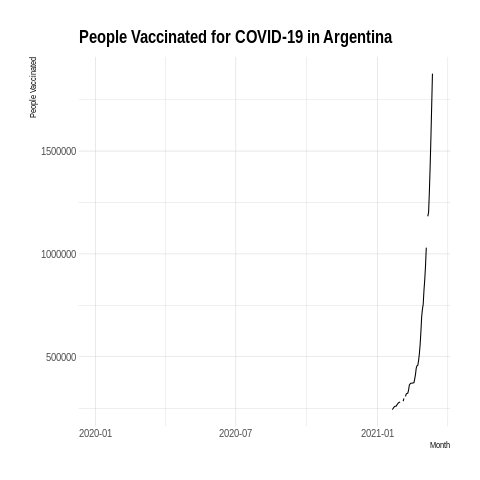 People Vaccinated for COVID-19 in Argentina
People Vaccinated
1500000
1000000
500000
2020-01 2020-07 2021-01
Month